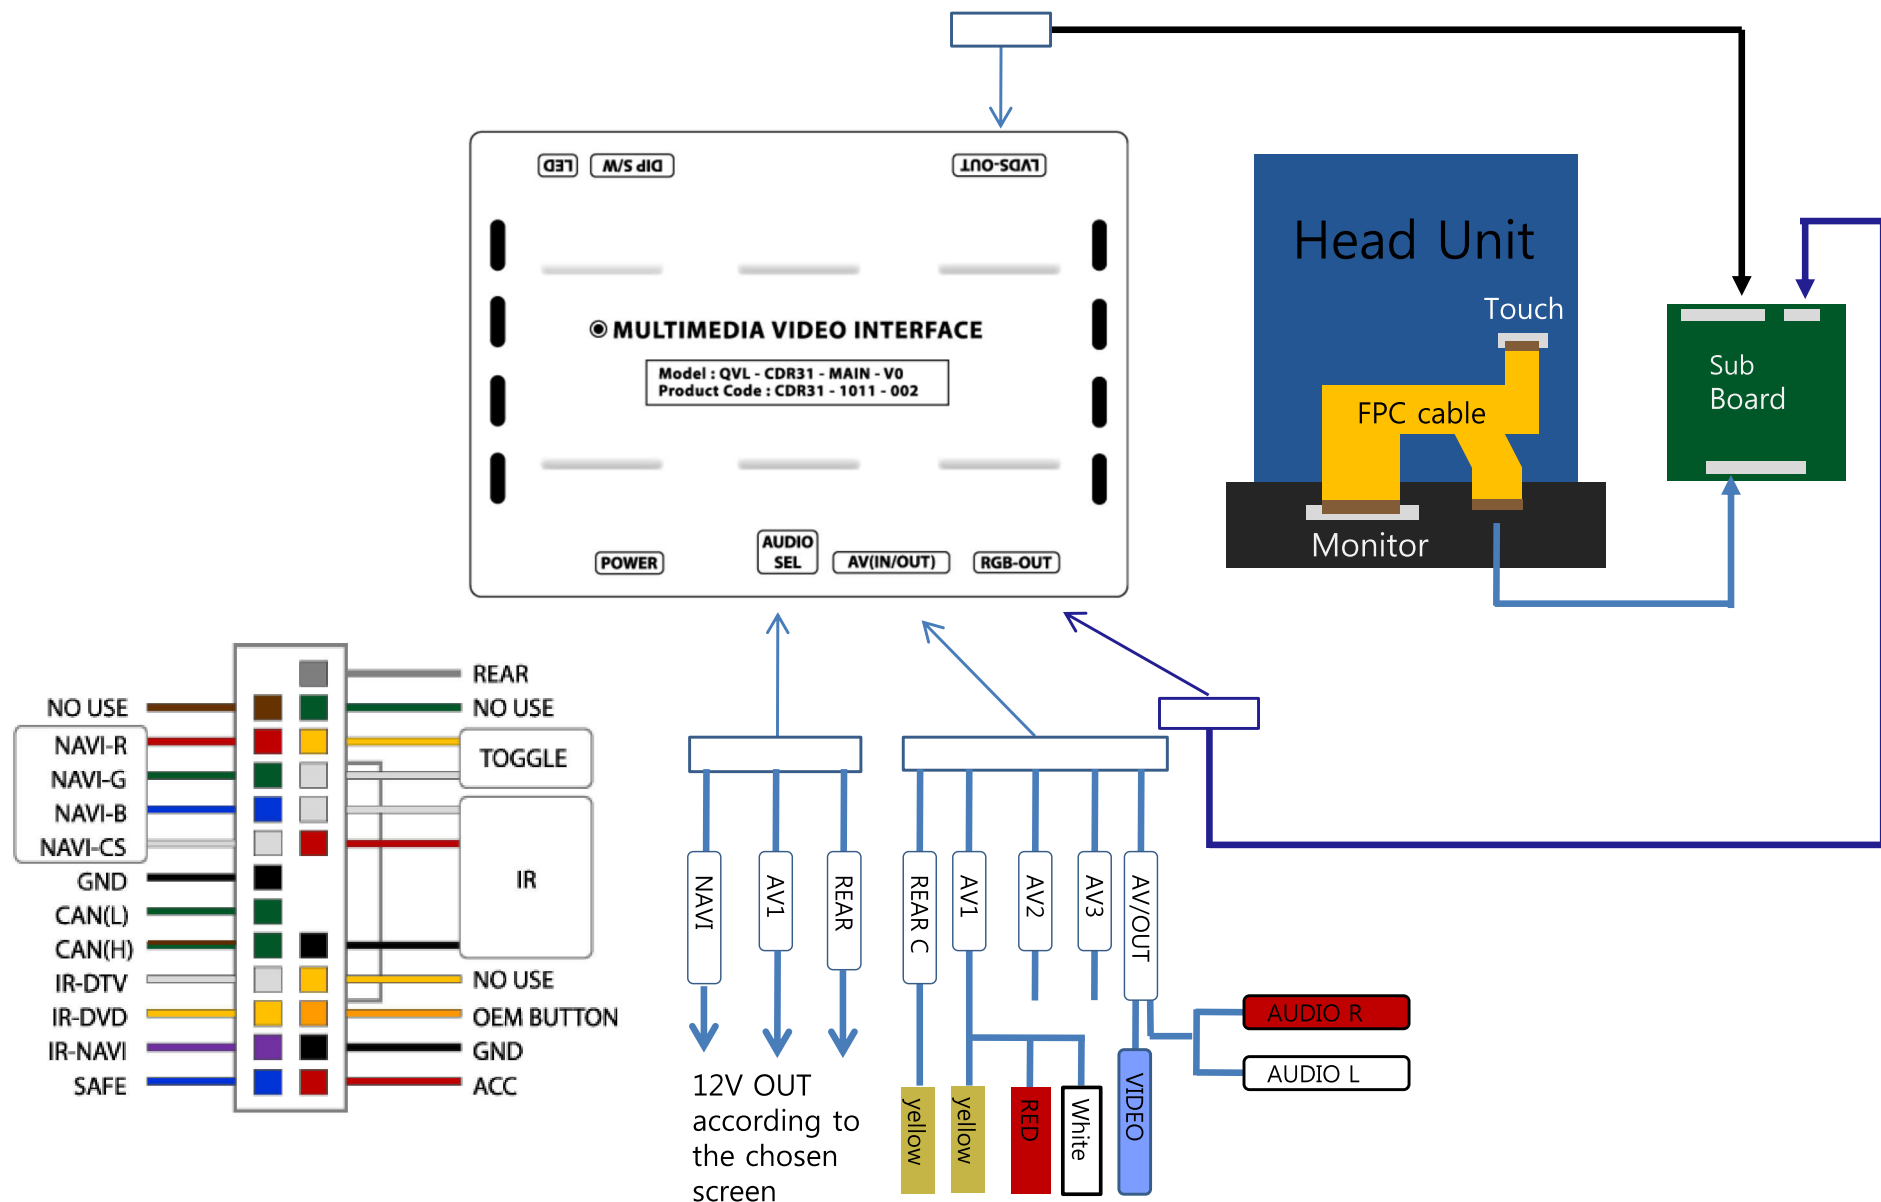 LED
DIP S/W
LVDS-OUT
MULTIMEDIA VIDEO INTERFACE
Model : QVL - CDR31 - MAIN - V0
Product Code : CDR31 - 1011 - 002
POWER
AUDIO
SEL
AV(IN/OUT)
RGB-OUT
Head Unit
Touch
FPC cable
Monitor
Sub
Board
REAR
NO USE
NO USE
NAVI-R
TOGGLE
NAVI-G
NAVI-B
NAVI-CS
IR
GND
CAN(L)
CAN(H)
IR-DTV
NO USE
IR-DVD
OEM BUTTON
IR-NAVI
GND
SAFE
ACC
NAVI
AV1
REAR
REAR C
AV1
AV2
AV3
AV/OUT
12V OUT
according to
the chosen
screen
yellow
yellow
RED
White
VIDEO
AUDIO R
AUDIO L